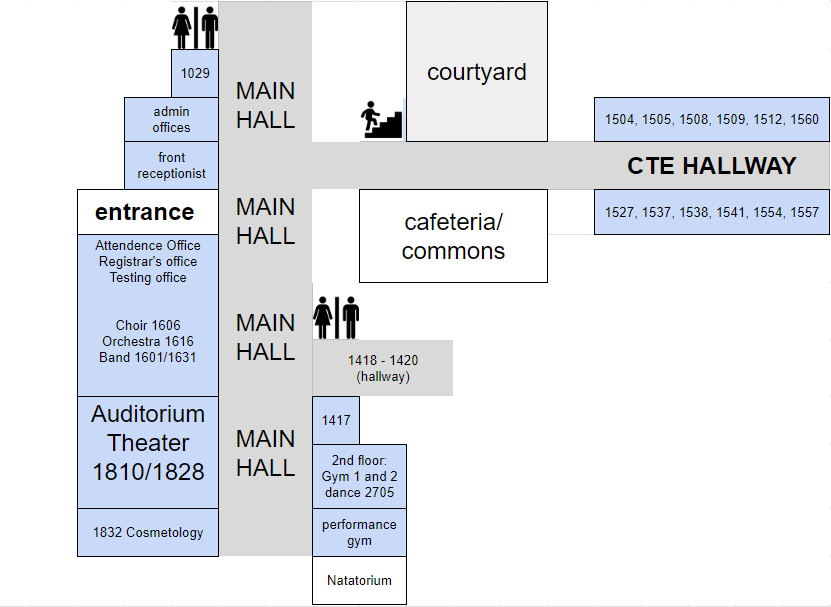 1029
MAIN
HALL
courtyard
admin
offices
1504, 1505, 1508, 1509, 1512, 1560
front
receptionist
CTE HALLWAY
entrance
MAIN
HALL
cafeteria/
commons
1527, 1537, 1538, 1541, 1554, 1557
Attendence Office
Registrar's office
Testing office
Choir 1606
Orchestra 1616
Band 1601/1631
MAIN
HALL
1418 - 1420
(hallway)
Auditorium
Theater
1810/1828
MAIN
HALL
1417
2nd floor:
Gym 1 and 2
dance 2705
1832 Cosmetology
performance
gym
Natatorium